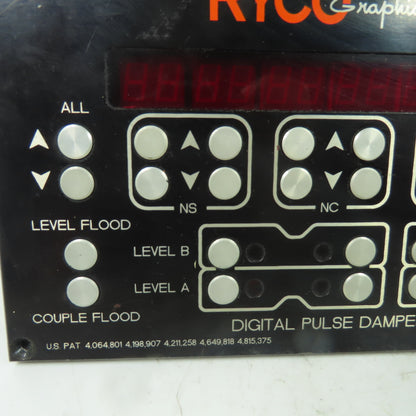 RYCO Graphic
ALL
NS
NC
LEVEL FLOOD
LEVEL B
LEVEL A
COUPLE FLOOD
DIGITAL PULSE DAMPE
U.S. PAT 4,064,801 4,198,907 4,211,258 4,649,818 4,815,375